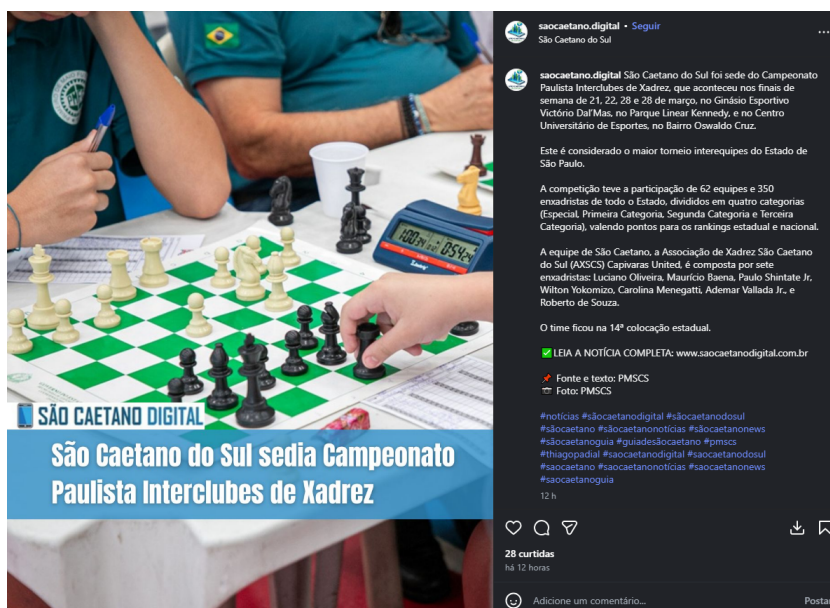 SÃO CAETANO DIGITAL
São Caetano do Sul sedia Campeonato
Paulista Interclubes de Xadrez
saocaetano.digital • Seguir
São Caetano do Sul
saocaetano.digital São Caetano do Sul foi sede do Campeonato
Paulista Interclubes de Xadrez, que aconteceu nos finais de
semana de 21, 22, 28 e 28 de março, no Ginásio Esportivo
Victório Dal'Mas, no Parque Linear Kennedy, e no Centro
Universitário de Esportes, no Bairro Oswaldo Cruz.
Este é considerado o maior torneio interequipes do Estado de
São Paulo.
A competição teve a participação de 62 equipes e 350
enxadristas de todo o Estado, divididos em quatro categorias
(Especial, Primeira Categoria, Segunda Categoria e Terceira
Categoria), valendo pontos para os rankings estadual e nacional.
A equipe de São Caetano, a Associação de Xadrez São Caetano
do Sul (AXSCS) Capivaras United, é composta por sete
enxadristas: Luciano Oliveira, Maurício Baena, Paulo Shintate Jr,
Wilton Yokomizo, Carolina Menegatti, Ademar Vallada Jr., e
Roberto de Souza.
O time ficou na 14ª colocação estadual.
✅ LEIA A NOTÍCIA COMPLETA: www.saocaetanodigital.com.br
📌 Fonte e texto: PMSCS
📷 Foto: PMSCS
#notícias #sãocaetanodigital #sãocaetanodosul
#sãocaetano #sãocaetanonotícias #sãocaetanonews
#sãocaetanoguia #guiadesãocaetano #pmscs
#thiagopadial #saocaetanodigital #saocaetanodosul
#saocaetano #saocaetanonotícias #saocaetanonews
#saocaetanoguia
12 h
28 curtidas
há 12 horas
Adicione um comentário...
Postar